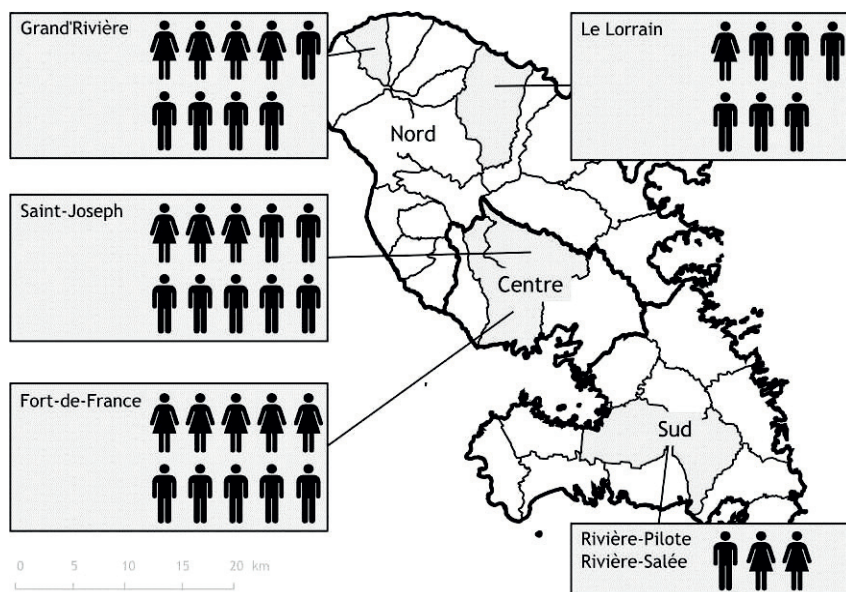 Grand'Rivière
Le Lorrain
Nord
Saint-Joseph
Centre
Fort-de-France
Sud
Rivière-Pilote
Rivière-Salée
0 5 10 15 20 km